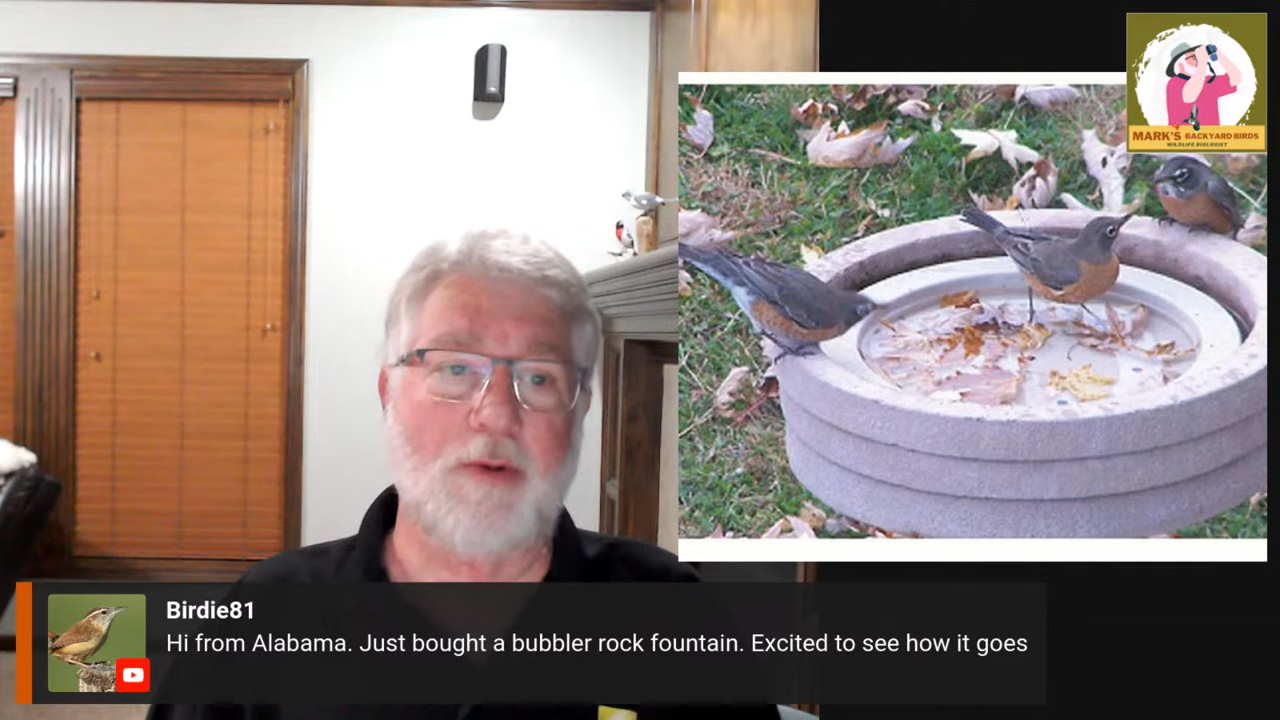 MARK'S BACKYARD BIRDS
WILDLIFE BIOLOGIST
Birdie81
Hi from Alabama. Just bought a bubbler rock fountain. Excited to see how it goes